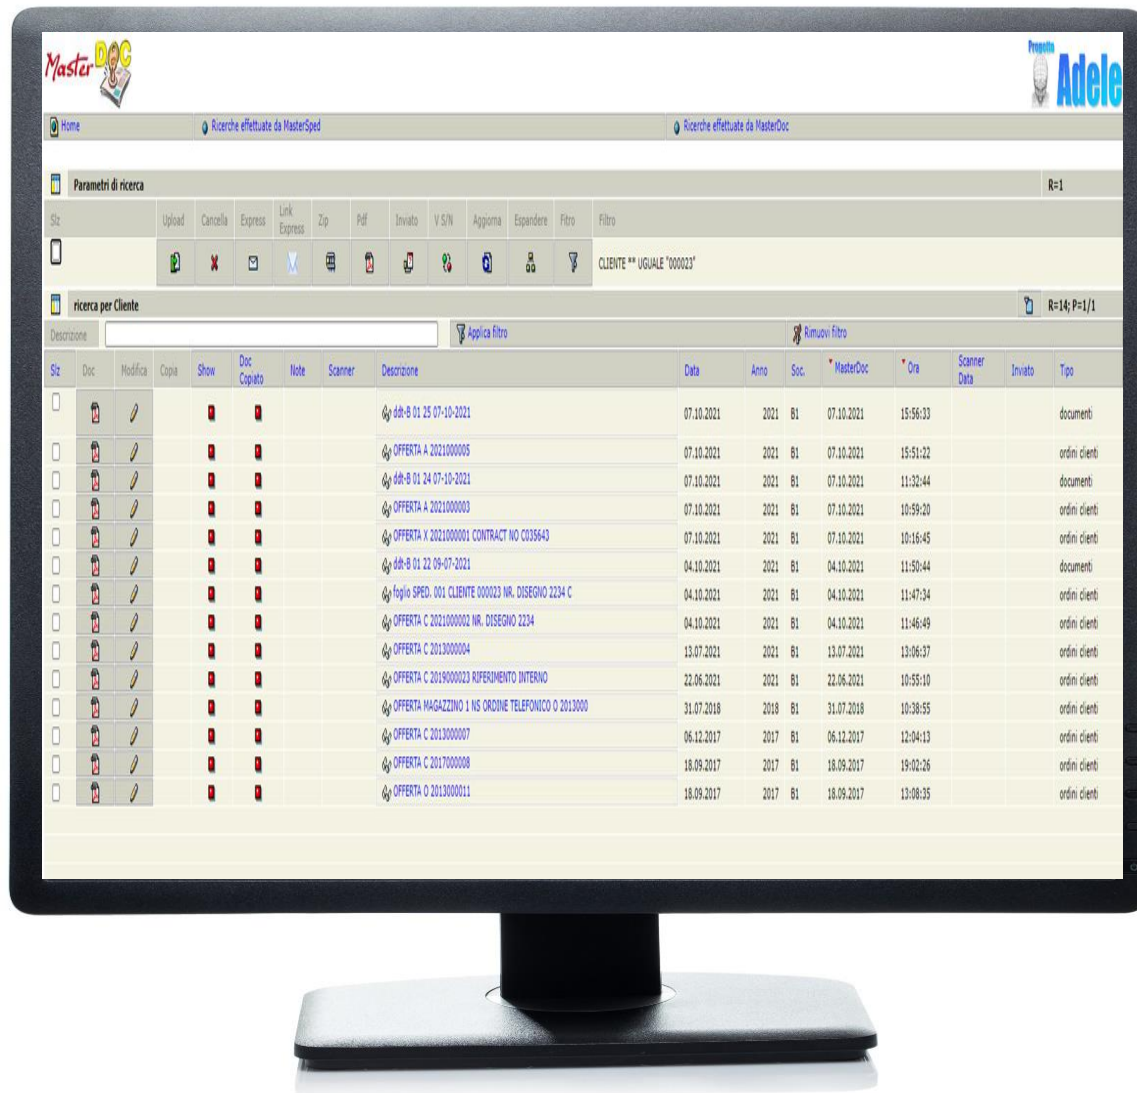 Master DOC
Progetto
Adele
Home Ricerche effettuate da MasterSped Ricerche effettuate da MasterDoc
Parametri di ricerca R=1
Slz Upload Cancella Express Link Express Zip Pdf Inviato V S/N Aggiorna Espandere Filtro Filtro
CLIENTE ** UGUALE "000023"
ricerca per Cliente R=14; P=1/1
Descrizione Applica filtro Rimuovi filtro
Slz Doc Modifica Copia Show Doc Copiato Note Scanner Descrizione Data Anno Soc. MasterDoc Ora Scanner Data Inviato Tipo
ddt-B 01 25 07-10-2021 07.10.2021 2021 B1 07.10.2021 15:56:33 documenti
OFFERTA A 2021000005 07.10.2021 2021 B1 07.10.2021 15:51:22 ordini clienti
ddt-B 01 24 07-10-2021 07.10.2021 2021 B1 07.10.2021 11:32:44 documenti
OFFERTA A 2021000003 07.10.2021 2021 B1 07.10.2021 10:59:20 ordini clienti
OFFERTA X 2021000001 CONTRACT NO C035643 07.10.2021 2021 B1 07.10.2021 10:16:45 ordini clienti
ddt-B 01 22 09-07-2021 04.10.2021 2021 B1 04.10.2021 11:50:44 documenti
foglio SPED. 001 CLIENTE 000023 NR. DISEGNO 2234 C 04.10.2021 2021 B1 04.10.2021 11:47:34 ordini clienti
OFFERTA C 2021000002 NR. DISEGNO 2234 04.10.2021 2021 B1 04.10.2021 11:46:49 ordini clienti
OFFERTA C 2013000004 13.07.2021 2021 B1 13.07.2021 13:06:37 ordini clienti
OFFERTA C 2019000023 RIFERIMENTO INTERNO 22.06.2021 2021 B1 22.06.2021 10:55:10 ordini clienti
OFFERTA MAGAZZINO 1 NS ORDINE TELEFONICO O 2013000 31.07.2018 2018 B1 31.07.2018 10:38:55 ordini clienti
OFFERTA C 2013000007 06.12.2017 2017 B1 06.12.2017 12:04:13 ordini clienti
OFFERTA C 2017000008 18.09.2017 2017 B1 18.09.2017 19:02:26 ordini clienti
OFFERTA O 2013000011 18.09.2017 2017 B1 18.09.2017 13:08:35 ordini clienti